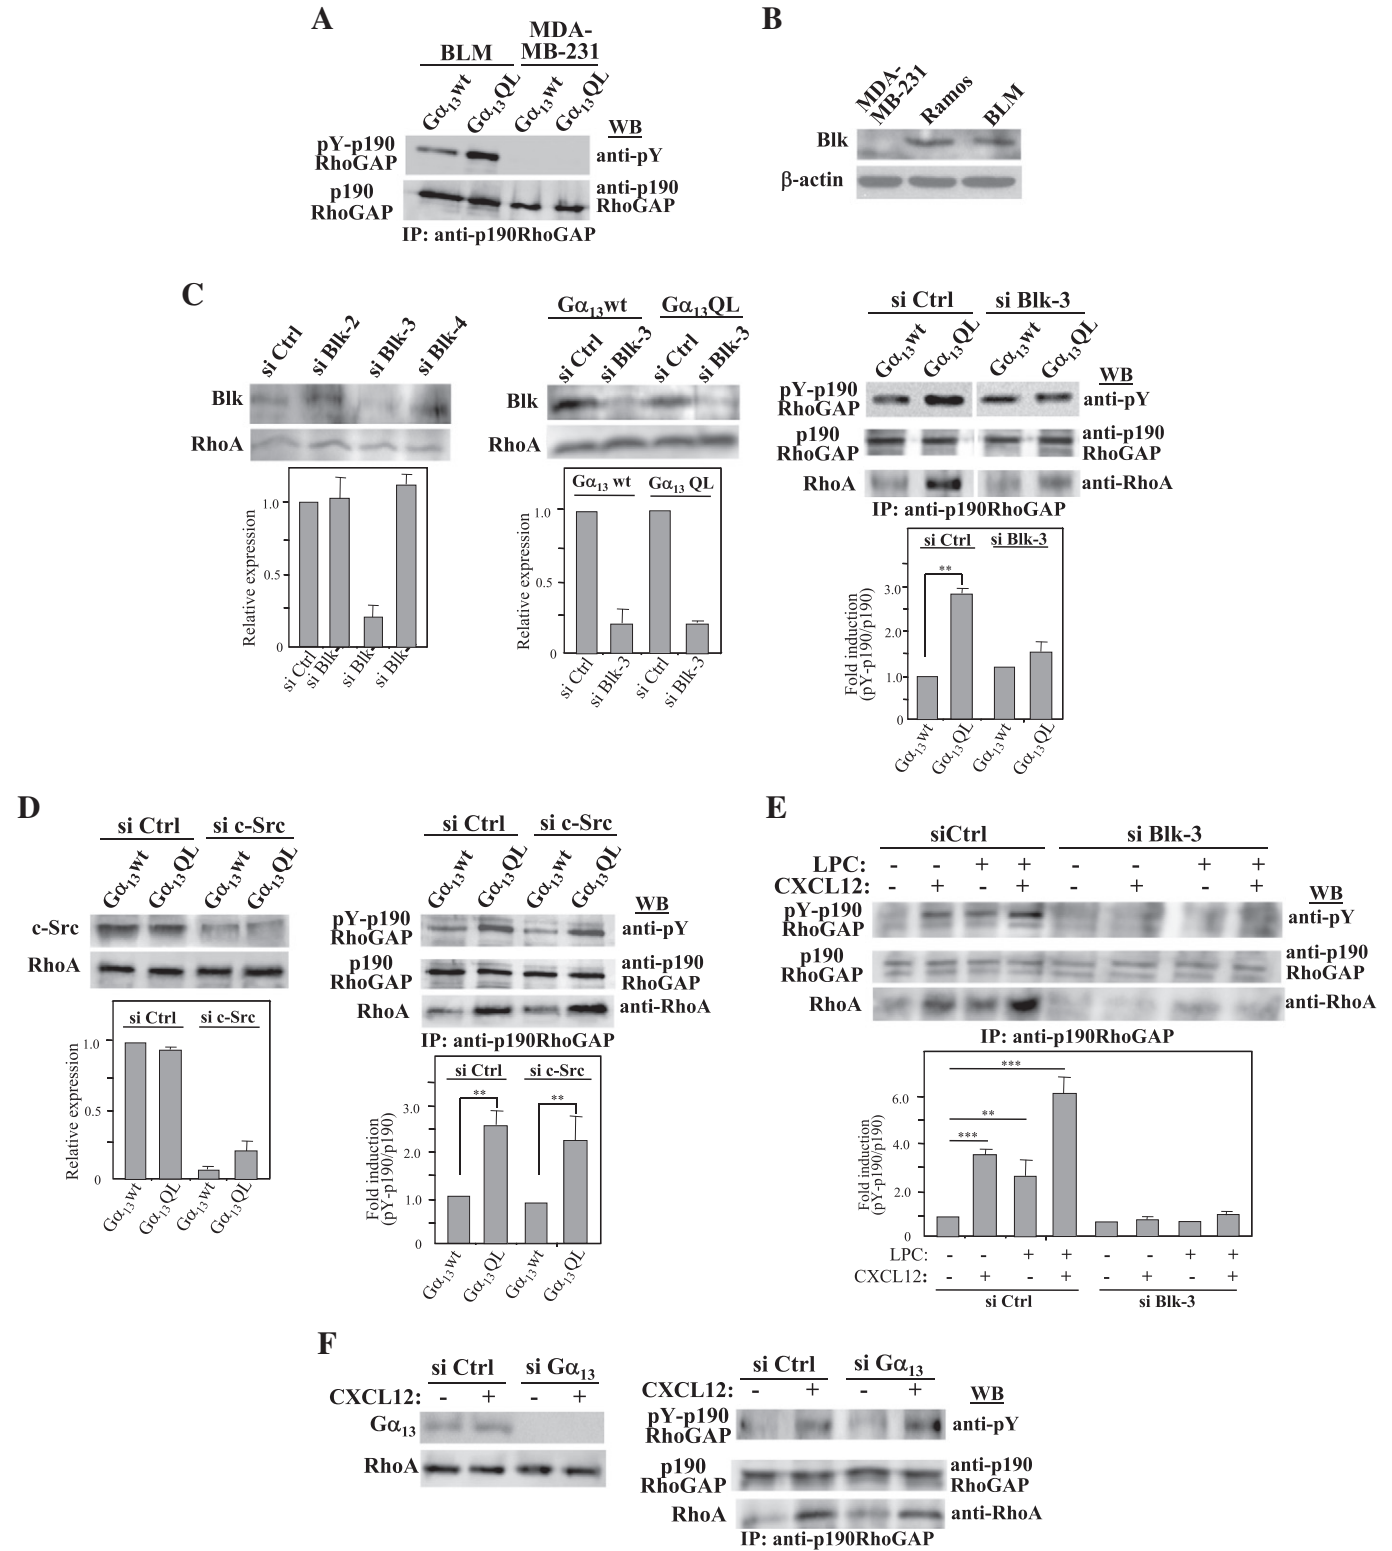 A
BLM
MDA-
MB-231
Gα13wt
Gα13QL
Gα13wt
Gα13QL
WB
pY-p190
RhoGAP
anti-pY
p190
RhoGAP
anti-p190
RhoGAP
IP: anti-p190RhoGAP
B
MDA-
MB-231
Ramos
BLM
Blk
β-actin
C
si Ctrl
si Blk-2
si Blk-3
si Blk-4
Blk
RhoA
Relative expression
1.0
0.5
0
si Ctrl
si Blk-
si Blk-
si Blk-
Gα13wt
Gα13QL
si Ctrl
si Blk-3
si Ctrl
si Blk-3
Blk
RhoA
Gα13 wt
Gα13 QL
Relative expression
1.0
0.5
0
si Ctrl
si Blk-3
si Ctrl
si Blk-3
si Ctrl
si Blk-3
Gα13wt
Gα13QL
Gα13wt
Gα13QL
WB
pY-p190
RhoGAP
anti-pY
p190
RhoGAP
anti-p190
RhoGAP
RhoA
anti-RhoA
IP: anti-p190RhoGAP
si Ctrl
si Blk-3
**
Fold induction
(pY-p190/p190)
3.0
2.0
1.0
0
Gα13wt
Gα13QL
Gα13wt
Gα13QL
D
si Ctrl
si c-Src
Gα13wt
Gα13QL
Gα13wt
Gα13QL
c-Src
RhoA
si Ctrl
si c-Src
Relative expression
1.0
0.5
0
Gα13wt
Gα13QL
Gα13wt
Gα13QL
si Ctrl
si c-Src
Gα13wt
Gα13QL
Gα13wt
Gα13QL
WB
pY-p190
RhoGAP
anti-pY
p190
RhoGAP
anti-p190
RhoGAP
RhoA
anti-RhoA
IP: anti-p190RhoGAP
si Ctrl
si c-Src
**
**
Fold induction
(pY-p190/p190)
3.0
2.0
1.0
0
Gα13wt
Gα13QL
Gα13wt
Gα13QL
E
siCtrl
si Blk-3
LPC: - - + + - - + +
CXCL12: - + - + - + - +
WB
pY-p190
RhoGAP
anti-pY
p190
RhoGAP
anti-p190
RhoGAP
RhoA
anti-RhoA
IP: anti-p190RhoGAP
***
**
***
Fold induction
(pY-p190/p190)
6.0
4.0
2.0
0
LPC: - - + + - - + +
CXCL12: - + - + - + - +
si Ctrl
si Blk-3
F
si Ctrl
si Gα13
CXCL12: - + - +
Gα13
RhoA
si Ctrl
si Gα13
CXCL12: - + - +
WB
pY-p190
RhoGAP
anti-pY
p190
RhoGAP
anti-p190
RhoGAP
RhoA
anti-RhoA
IP: anti-p190RhoGAP